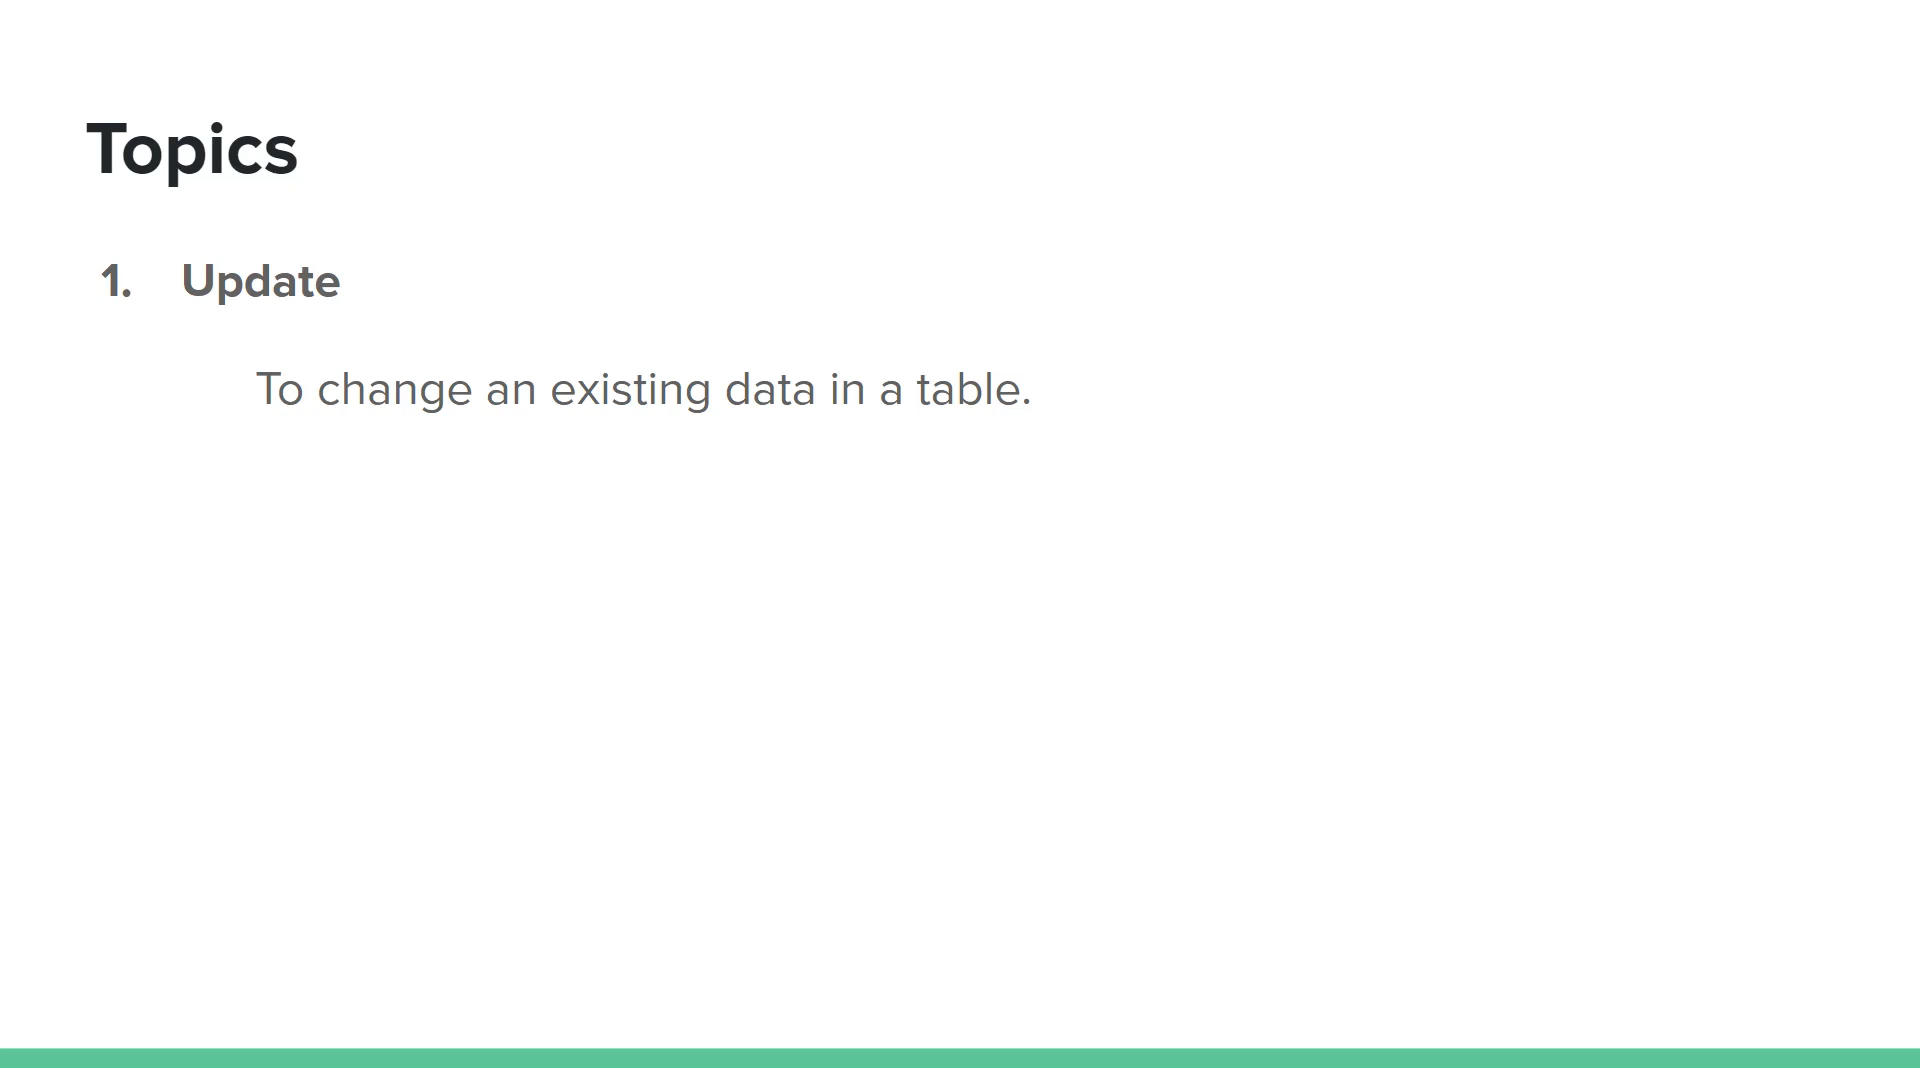 Topics
1. Update
To change an existing data in a table.